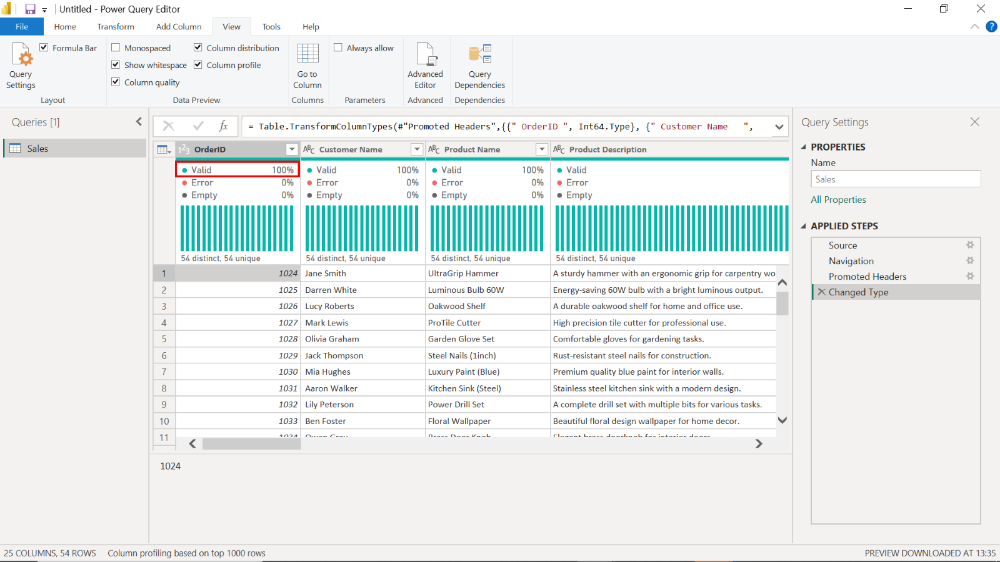 Untitled - Power Query Editor
File Home Transform Add Column View Tools Help
Query Settings
Formula Bar
Layout
Monospaced
Show whitespace
Column quality
Column distribution
Column profile
Data Preview
Go to Column
Columns
Always allow
Parameters
Advanced Editor
Advanced
Query Dependencies
Dependencies
Queries [1]
Sales
fx = Table.TransformColumnTypes(#"Promoted Headers",{{" OrderID ", Int64.Type}, {" Customer Name   ",
123 OrderID ABC Customer Name ABC Product Name ABC Product Description
Valid 100% Valid 100% Valid 100% Valid
Error 0% Error 0% Error 0% Error
Empty 0% Empty 0% Empty 0% Empty
54 distinct, 54 unique 54 distinct, 54 unique 54 distinct, 54 unique 54 distinct, 54 unique
1 1024 Jane Smith UltraGrip Hammer A sturdy hammer with an ergonomic grip for carpentry wo
2 1025 Darren White Luminous Bulb 60W Energy-saving 60W bulb with a bright luminous output.
3 1026 Lucy Roberts Oakwood Shelf A durable oakwood shelf for home and office use.
4 1027 Mark Lewis ProTile Cutter High precision tile cutter for professional use.
5 1028 Olivia Graham Garden Glove Set Comfortable gloves for gardening tasks.
6 1029 Jack Thompson Steel Nails (1inch) Rust-resistant steel nails for construction.
7 1030 Mia Hughes Luxury Paint (Blue) Premium quality blue paint for interior walls.
8 1031 Aaron Walker Kitchen Sink (Steel) Stainless steel kitchen sink with a modern design.
9 1032 Lily Peterson Power Drill Set A complete drill set with multiple bits for various tasks.
10 1033 Ben Foster Floral Wallpaper Beautiful floral design wallpaper for home decor.
11
1024
Query Settings
PROPERTIES
Name
Sales
All Properties
APPLIED STEPS
Source
Navigation
Promoted Headers
Changed Type
25 COLUMNS, 54 ROWS Column profiling based on top 1000 rows PREVIEW DOWNLOADED AT 13:35